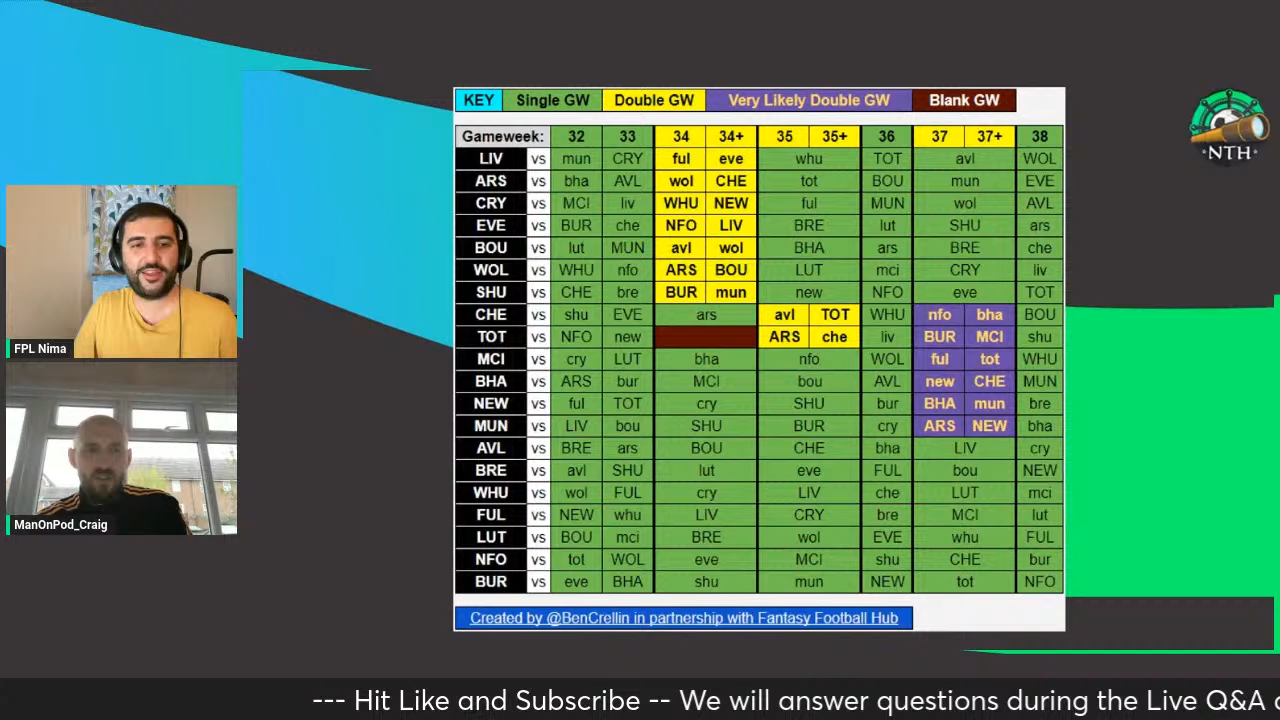 KEY Single GW Double GW Very Likely Double GW Blank GW
Gameweek: 32 33 34 34+ 35 35+ 36 37 37+ 38
LIV vs mun CRY ful eve whu TOT avl WOL
ARS vs bha AVL wol CHE tot BOU mun EVE
CRY vs MCI liv WHU NEW ful MUN wol AVL
EVE vs BUR che NFO LIV BRE lut SHU ars
BOU vs lut MUN avl wol BHA ars BRE che
WOL vs WHU nfo ARS BOU LUT mci CRY liv
SHU vs CHE bre BUR mun new NFO eve TOT
CHE vs shu EVE ars avl TOT WHU nfo bha BOU
TOT vs NFO new ARS che liv BUR MCI shu
MCI vs cry LUT bha nfo WOL ful tot WHU
BHA vs ARS bur MCI bou AVL new CHE MUN
NEW vs ful TOT cry SHU bur BHA mun bre
MUN vs LIV bou SHU BUR cry ARS NEW bha
AVL vs BRE ars BOU CHE bha LIV cry
BRE vs avl SHU lut eve FUL bou NEW
WHU vs wol FUL cry LIV che LUT mci
FUL vs NEW whu LIV CRY bre MCI lut
LUT vs BOU mci BRE wol EVE whu FUL
NFO vs tot WOL eve MCI shu CHE bur
BUR vs eve BHA shu mun NEW tot NFO
Created by @BenCrellin in partnership with Fantasy Football Hub
NTH
FPL Nima
ManOnPod_Craig
--- Hit Like and Subscribe -- We will answer questions during the Live Q&A